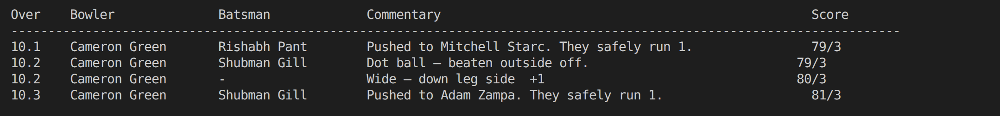 Over    Bowler              Batsman             Commentary                                                  Score
------------------------------------------------------------------------------------------------------------------------
10.1    Cameron Green       Rishabh Pant        Pushed to Mitchell Starc. They safely run 1.                79/3
10.2    Cameron Green       Shubman Gill        Dot ball — beaten outside off.                            79/3
10.2    Cameron Green       -                   Wide — down leg side  +1                                  80/3
10.3    Cameron Green       Shubman Gill        Pushed to Adam Zampa. They safely run 1.                    81/3